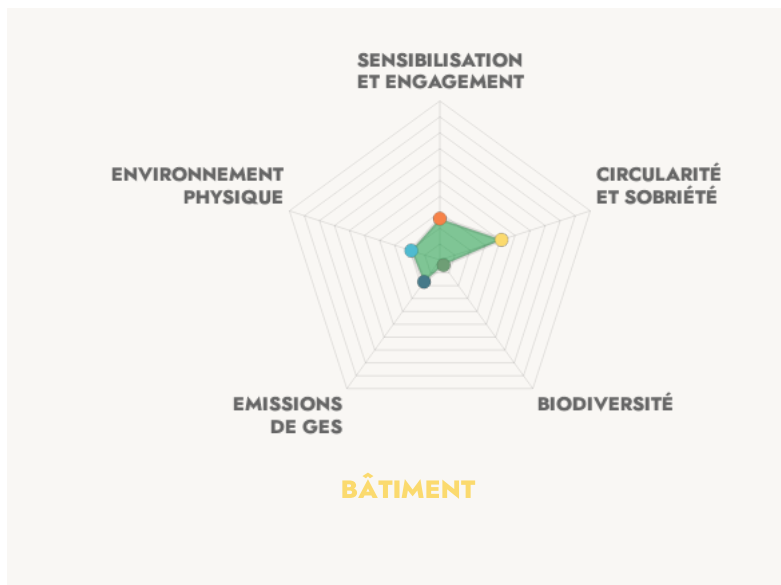 SENSIBILISATION
ET ENGAGEMENT
ENVIRONNEMENT
PHYSIQUE
CIRCULARITÉ
ET SOBRIÉTÉ
EMISSIONS
DE GES
BIODIVERSITÉ
BÂTIMENT